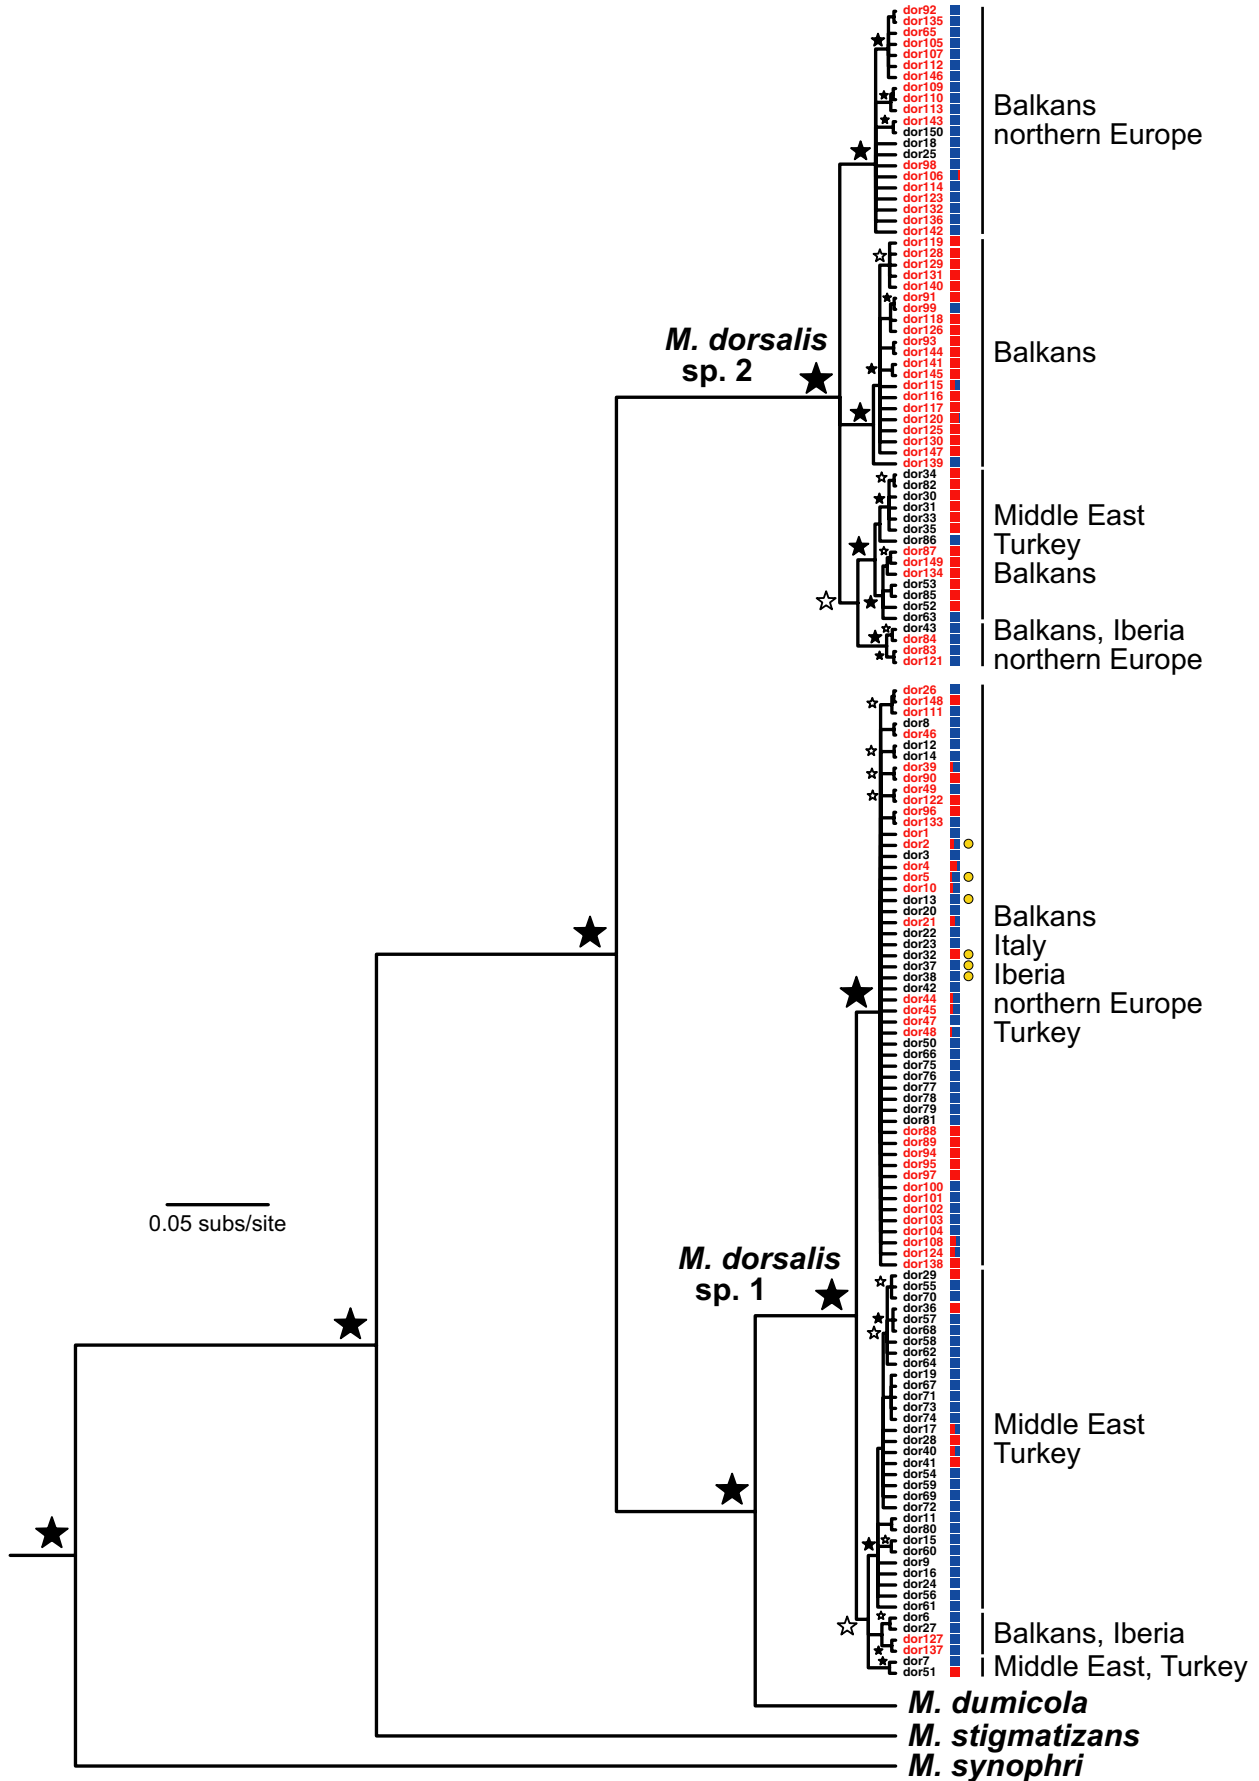 dor92
dor135
dor65
dor105
dor107
dor112
dor146
dor109
dor110
dor113
dor143
dor150
dor18
dor25
dor98
dor106
dor114
dor123
dor132
dor136
dor142
Balkans
northern Europe
dor119
dor128
dor129
dor131
dor140
dor91
dor99
dor118
dor126
dor93
dor144
dor141
dor145
dor115
dor116
dor117
dor120
dor125
dor130
dor147
dor139
Balkans
M. dorsalis
sp. 2
dor34
dor82
dor30
dor31
dor33
dor35
dor86
dor87
dor149
dor134
dor53
dor85
dor52
dor63
Middle East
Turkey
Balkans
dor43
dor84
dor83
dor121
Balkans, Iberia
northern Europe
dor26
dor148
dor111
dor8
dor46
dor12
dor14
dor39
dor90
dor49
dor122
dor96
dor133
dor1
dor2
dor3
dor4
dor5
dor10
dor13
dor20
dor21
dor22
dor23
dor32
dor37
dor38
dor42
dor44
dor45
dor47
dor48
dor50
dor66
dor75
dor76
dor77
dor78
dor79
dor81
dor88
dor89
dor94
dor95
dor97
dor100
dor101
dor102
dor103
dor104
dor108
dor124
dor138
Balkans
Italy
Iberia
northern Europe
Turkey
0.05 subs/site
M. dorsalis
sp. 1
dor29
dor55
dor70
dor36
dor57
dor68
dor58
dor62
dor64
dor19
dor67
dor71
dor73
dor74
dor17
dor28
dor40
dor41
dor54
dor59
dor69
dor72
dor11
dor80
dor15
dor60
dor9
dor16
dor24
dor56
dor61
Middle East
Turkey
dor6
dor27
dor127
dor137
Balkans, Iberia
dor7
dor51
Middle East, Turkey
M. dumicola
M. stigmatizans
M. synophri